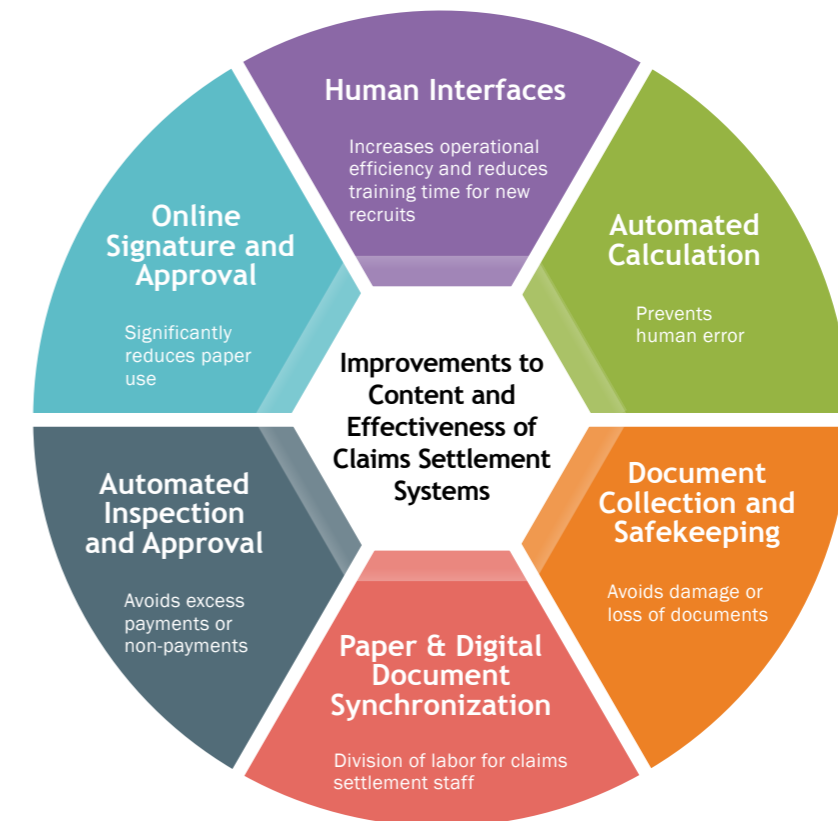 Human Interfaces
Increases operational
efficiency and reduces
training time for new
recruits
Automated
Calculation
Prevents
human error
Document
Collection and
Safekeeping
Avoids damage or
loss of documents
Paper & Digital
Document
Synchronization
Division of labor for claims
settlement staff
Automated
Inspection
and Approval
Avoids excess
payments or
non-payments
Online
Signature and
Approval
Significantly
reduces paper
use
Improvements to
Content and
Effectiveness of
Claims Settlement
Systems